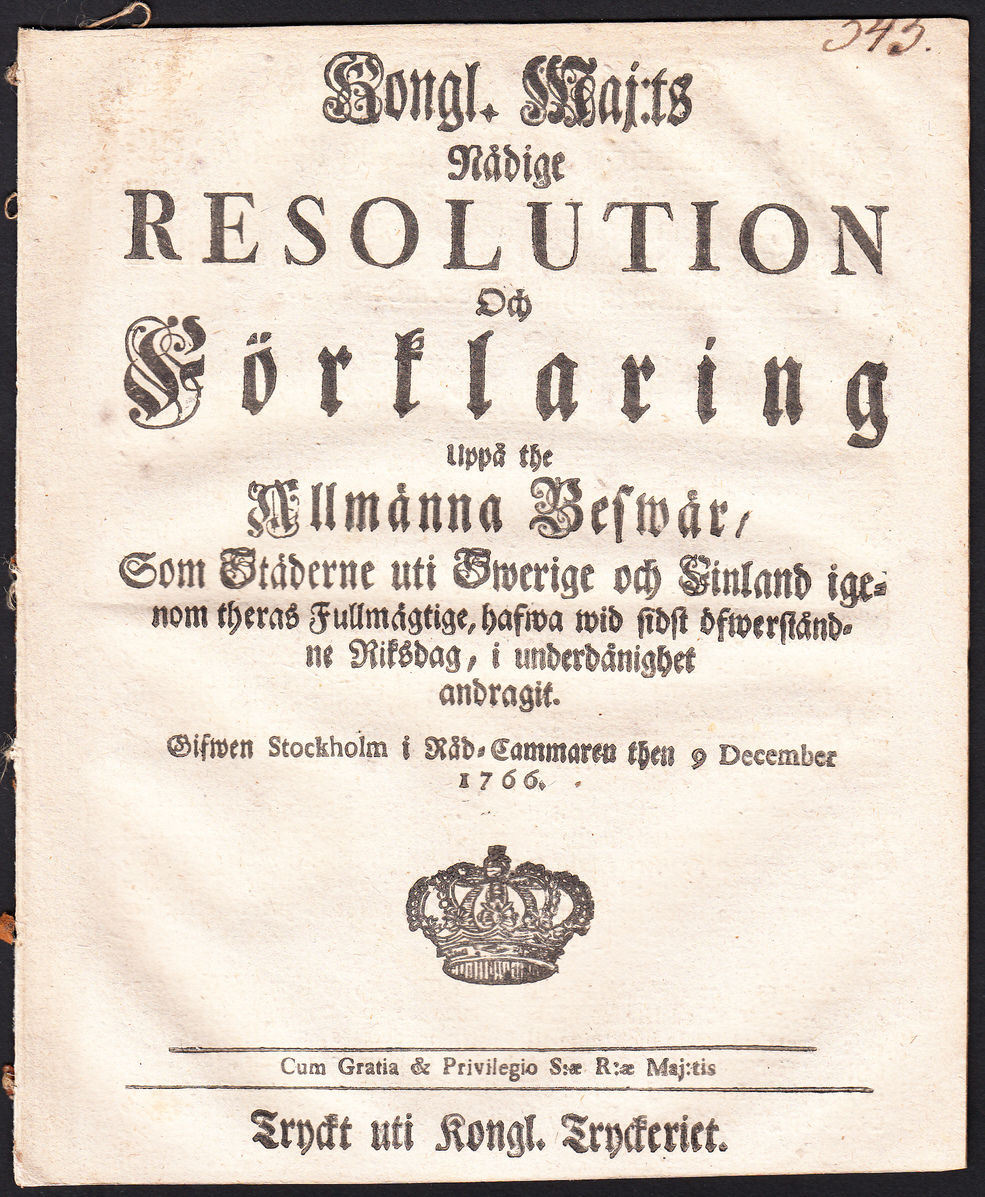 343.
Kongl. Maj:ts
Nådige
RESOLUTION
Och
Förklaring
Uppå the
Allmänna Beswär/
Som Städerne uti Swerige och Finland ige-
nom theras Fullmägtige, hafwa wid sidst öfwerstånd-
ne Riksdag, i underdånighet
andragit.
Gifwen Stockholm i Råd-Cammaren then 9 December
1766.
Cum Gratia & Privilegio S:æ R:æ Maj:tis
Tryckt uti Kongl. Tryckeriet.